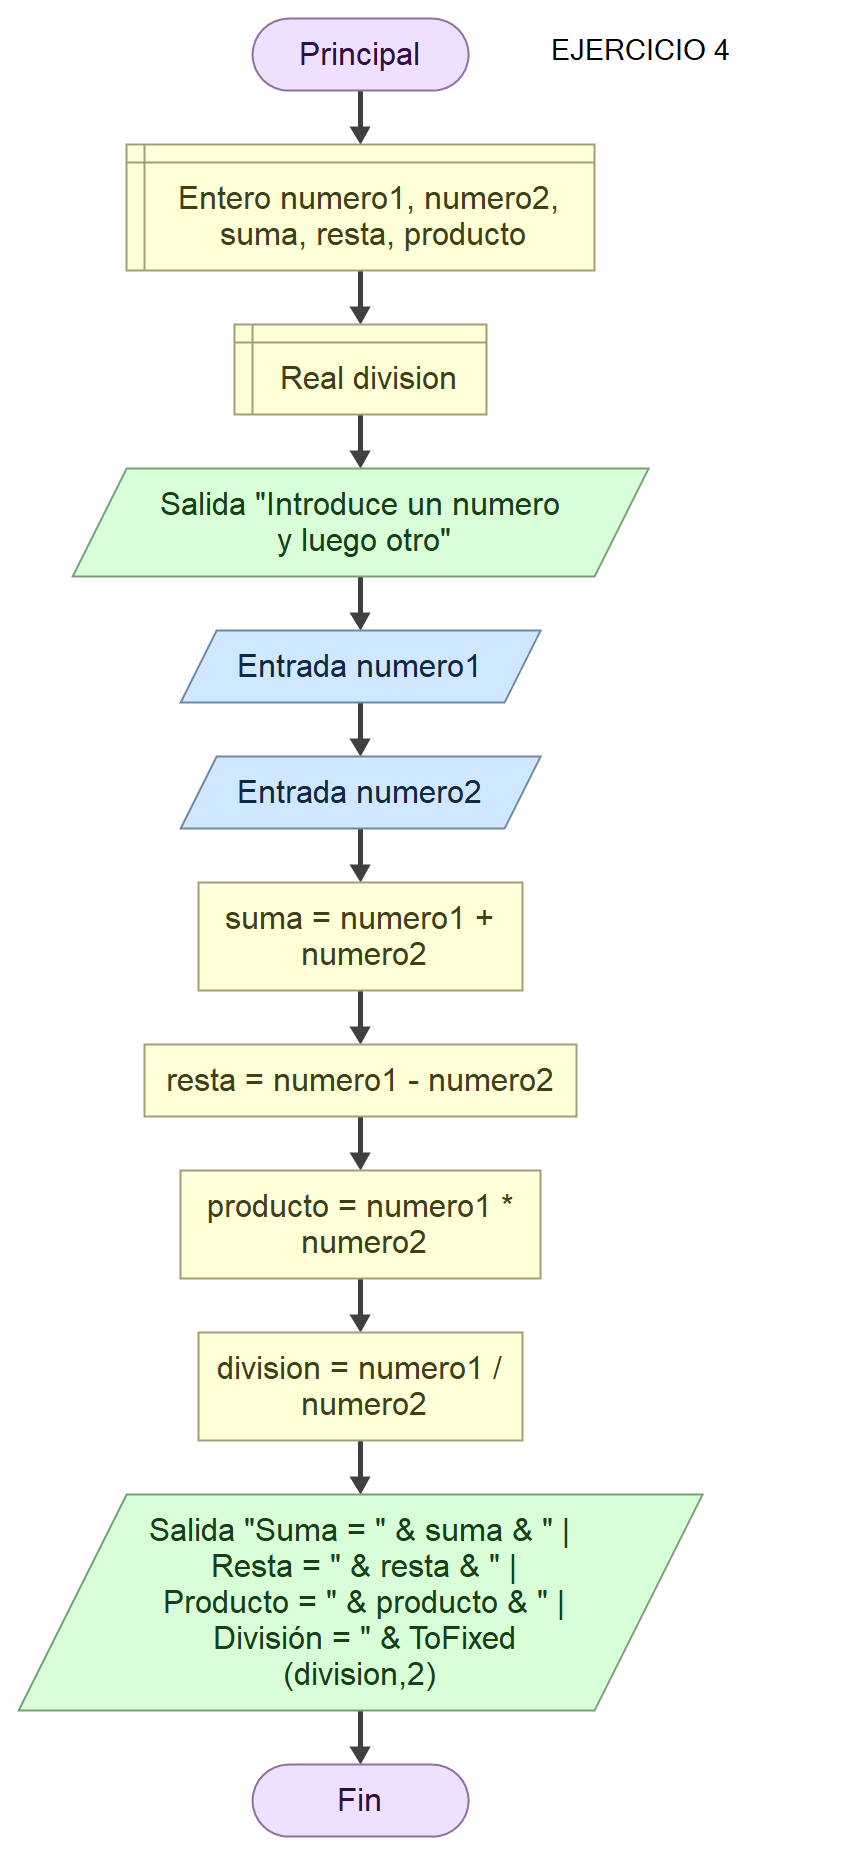 Principal
EJERCICIO 4
Entero numero1, numero2,
suma, resta, producto
Real division
Salida "Introduce un numero
y luego otro"
Entrada numero1
Entrada numero2
suma = numero1 +
numero2
resta = numero1 - numero2
producto = numero1 *
numero2
division = numero1 /
numero2
Salida "Suma = " & suma & " |
Resta = " & resta & " |
Producto = " & producto & " |
División = " & ToFixed
(division,2)
Fin